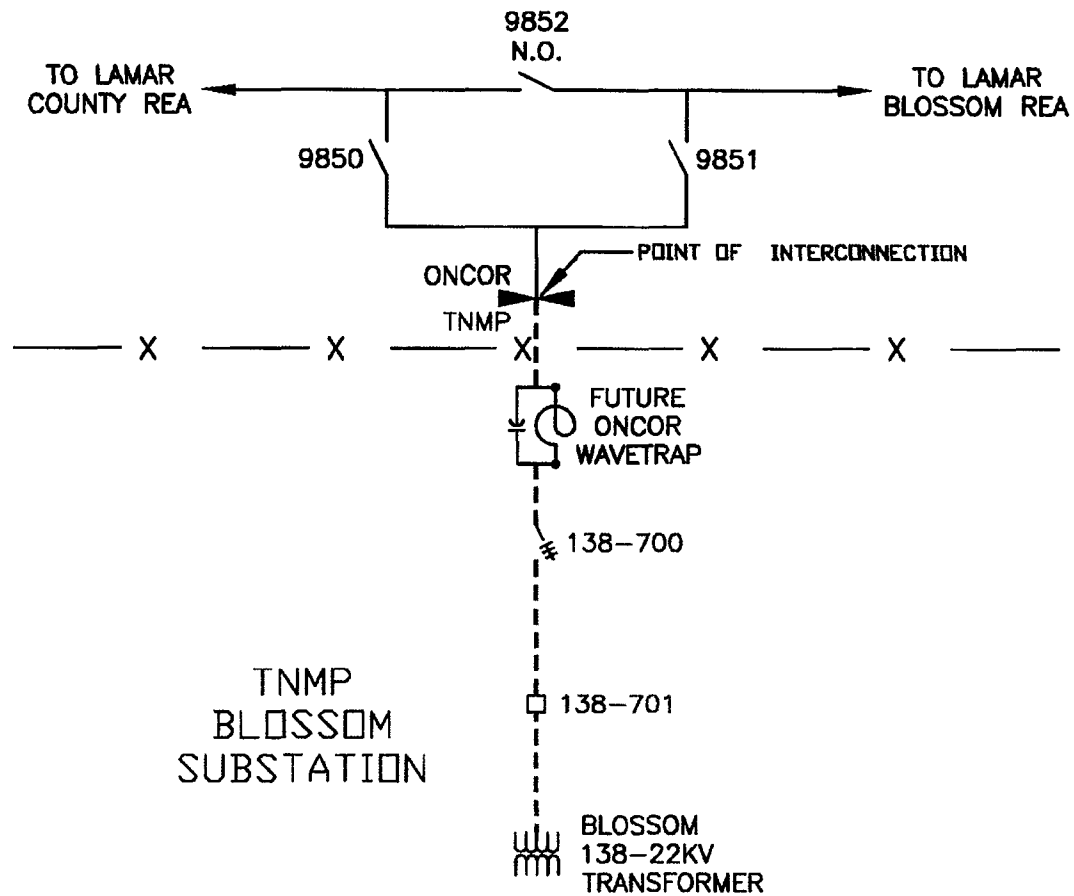 9852
N.O.
TO LAMAR
COUNTY REA
TO LAMAR
BLOSSOM REA
9850
9851
POINT OF INTERCONNECTION
ONCOR
TNMP
X X X X X
FUTURE
ONCOR
WAVETRAP
138-700
138-701
TNMP
BLOSSOM
SUBSTATION
BLOSSOM
138-22KV
TRANSFORMER